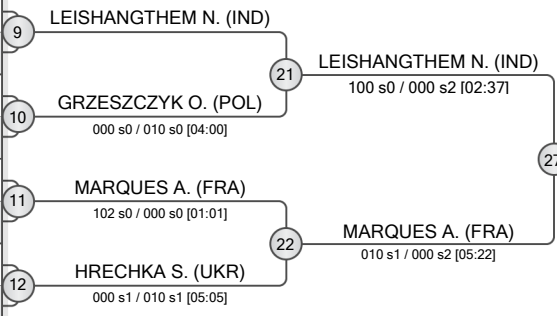 LEISHANGTHEM N. (IND)
9
21
LEISHANGTHEM N. (IND)
100 s0 / 000 s2 [02:37]
GRZESZCZYK O. (POL)
10
000 s0 / 010 s0 [04:00]
27
MARQUES A. (FRA)
11
102 s0 / 000 s0 [01:01]
22
MARQUES A. (FRA)
010 s1 / 000 s2 [05:22]
HRECHKA S. (UKR)
12
000 s1 / 010 s1 [05:05]